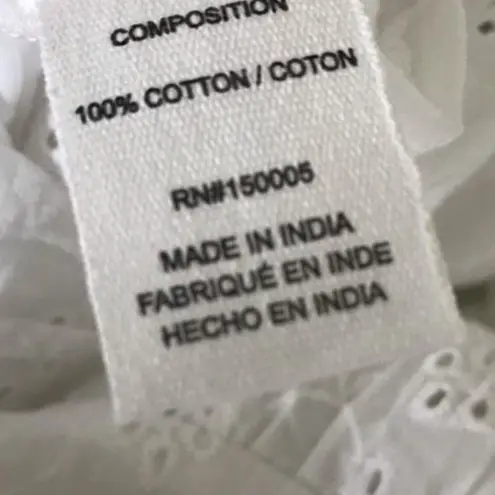 COMPOSITION
100% COTTON / COTON
RN#150005
MADE IN INDIA
FABRIQUÉ EN INDE
HECHO EN INDIA